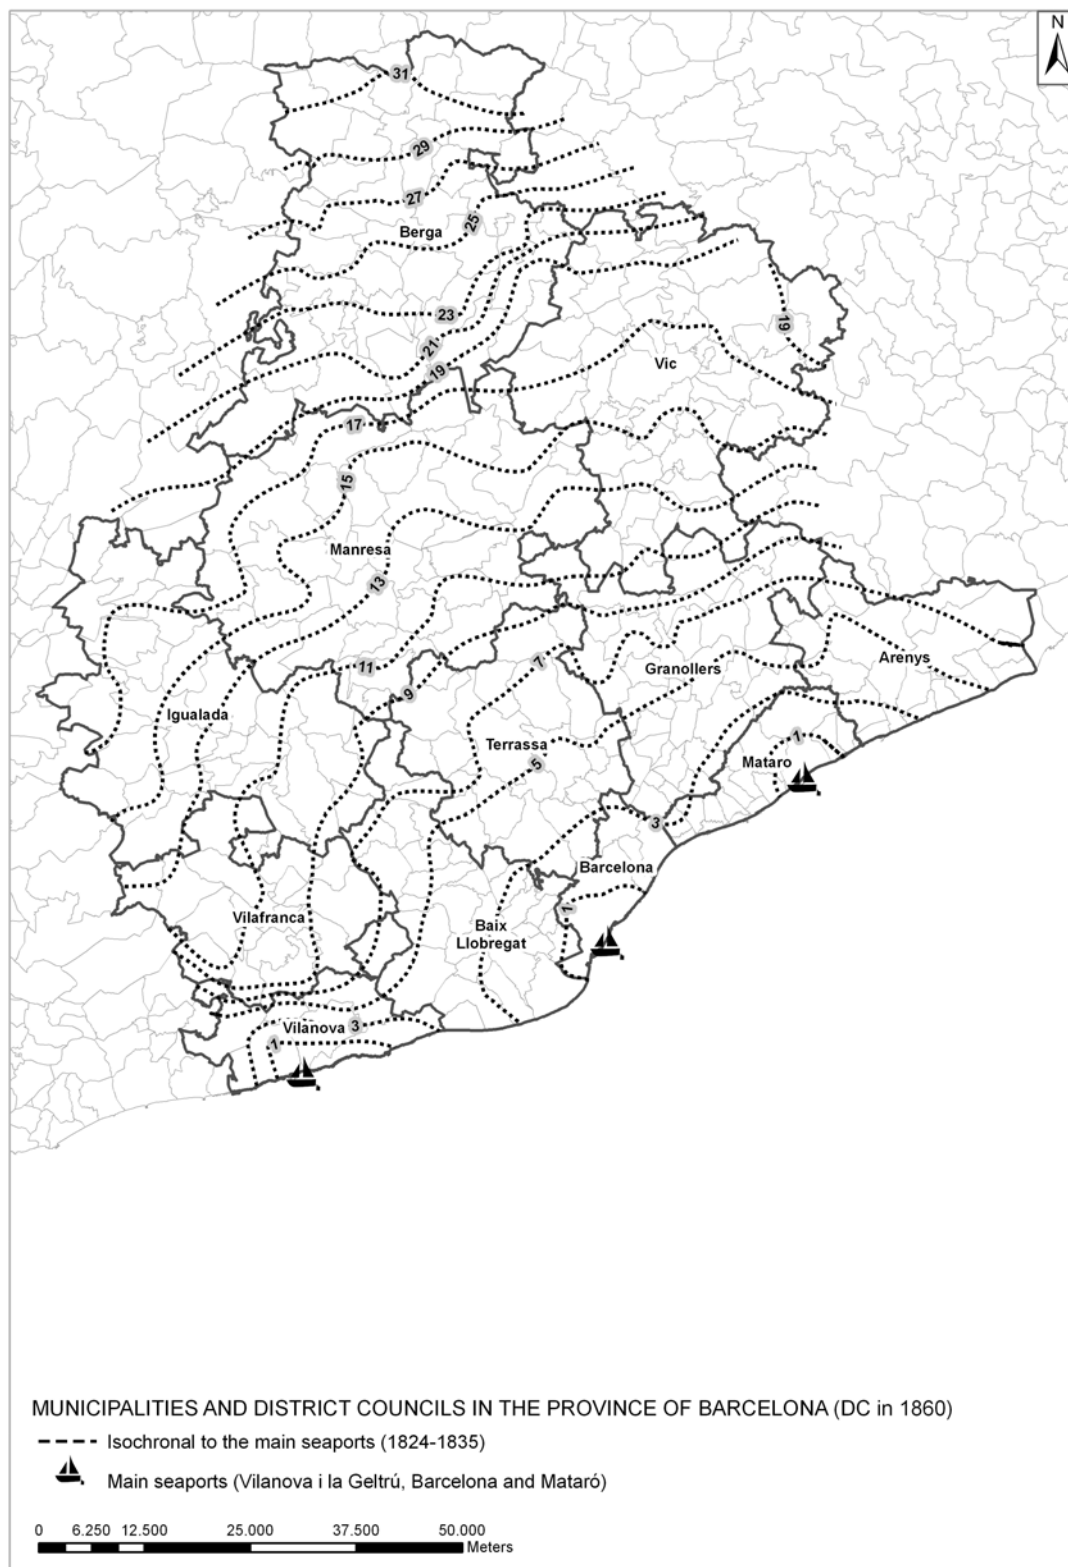 N
31
29
27
25
Berga
23
21
19
19
Vic
17
15
Manresa
13
11
9
7
Granollers
Arenys
Igualada
Terrassa
1
Mataro
5
3
Barcelona
1
Vilafranca
Baix
Llobregat
Vilanova
3
1
MUNICIPALITIES AND DISTRICT COUNCILS IN THE PROVINCE OF BARCELONA (DC in 1860)
Isochronal to the main seaports (1824-1835)
Main seaports (Vilanova i la Geltrú, Barcelona and Mataró)
0 6.250 12.500 25.000 37.500 50.000
Meters